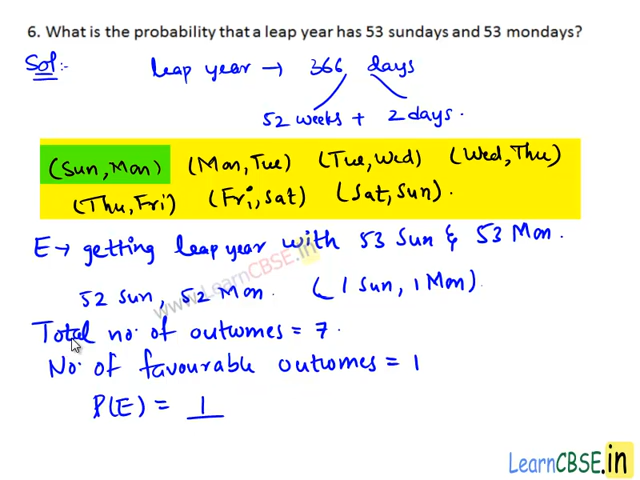 6. What is the probability that a leap year has 53 sundays and 53 mondays?
Sol:- leap year → 366 days
52 weeks + 2 days.
(Sun, Mon) (Mon, Tue) (Tue, Wed) (Wed, Thu)
(Thu, Fri) (Fri, Sat) (Sat, Sun).
E → getting leap year with 53 Sun & 53 Mon.
52 Sun, 52 Mon. (1 Sun, 1 Mon)
www.LearnCBSE.in
Total no. of outcomes = 7.
No. of favourable outcomes = 1
P(E) = 1
LearnCBSE.in